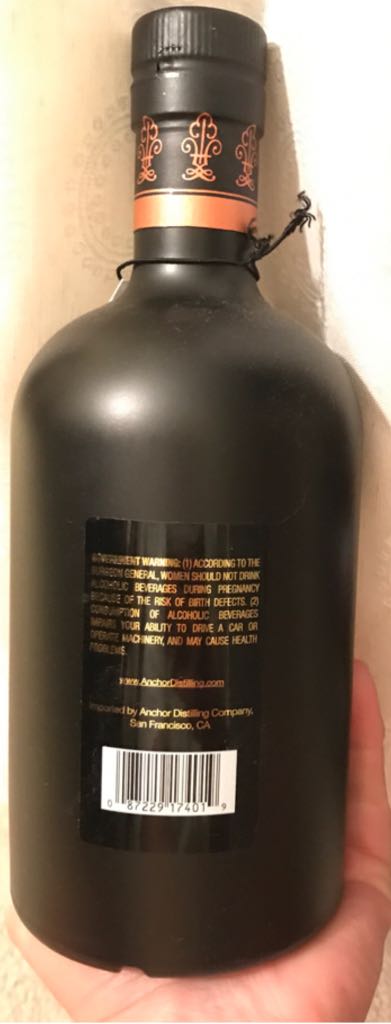 GOVERNMENT WARNING: (1) ACCORDING TO THE
SURGEON GENERAL, WOMEN SHOULD NOT DRINK
ALCOHOLIC BEVERAGES DURING PREGNANCY
BECAUSE OF THE RISK OF BIRTH DEFECTS. (2)
CONSUMPTION OF ALCOHOLIC BEVERAGES
IMPAIRS YOUR ABILITY TO DRIVE A CAR OR
OPERATE MACHINERY, AND MAY CAUSE HEALTH
PROBLEMS.
www.AnchorDistilling.com
Imported by Anchor Distilling Company,
San Francisco, CA
0 87229 17401 9